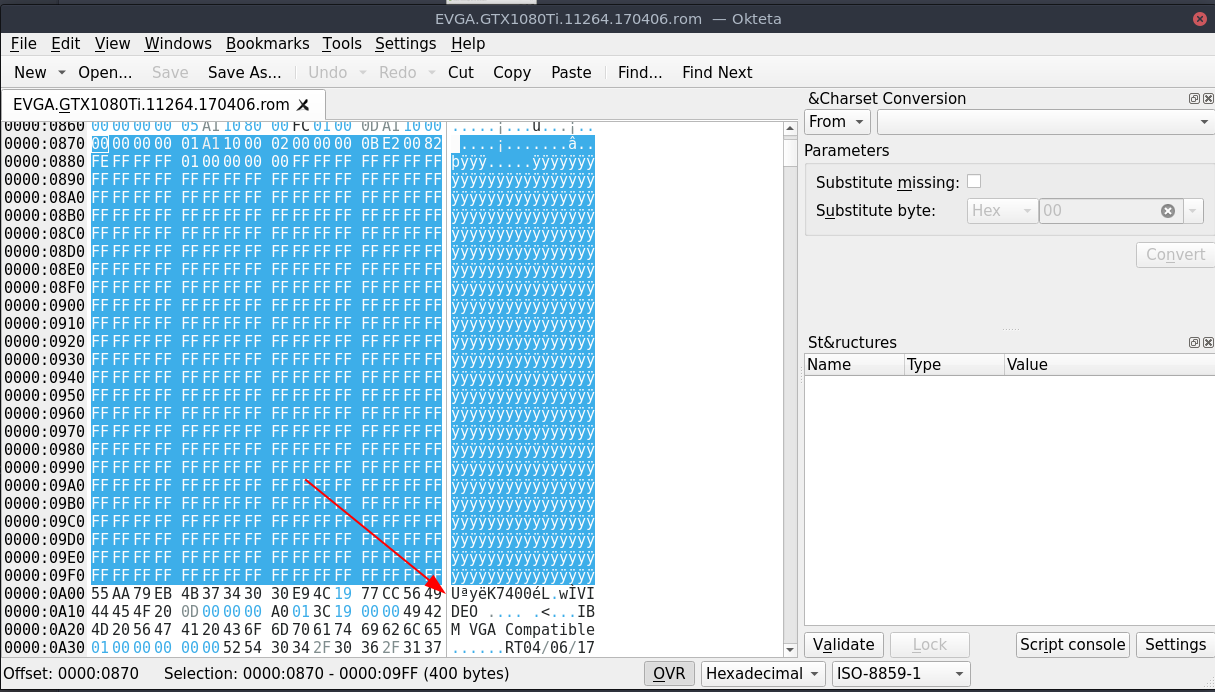 EVGA.GTX1080Ti.11264.170406.rom — Okteta
File Edit View Windows Bookmarks Tools Settings Help
New Open... Save Save As... Undo Redo Cut Copy Paste Find... Find Next
EVGA.GTX1080Ti.11264.170406.rom
&Charset Conversion
From
Parameters
Substitute missing:
Substitute byte: Hex 00
Convert
St&ructures
Name Type Value
0000:0860 00 00 00 00 05 A1 10 80 00 FC 01 00 0D A1 10 00 .....¡...ü...¡..
0000:0870 00 00 00 00 01 A1 10 00 02 00 00 00 0B E2 00 82 .....¡.......â..
0000:0880 FE FF FF FF 01 00 00 00 00 FF FF FF FF FF FF FF þÿÿÿ.....ÿÿÿÿÿÿÿ
0000:0890 FF FF FF FF FF FF FF FF FF FF FF FF FF FF FF FF ÿÿÿÿÿÿÿÿÿÿÿÿÿÿÿÿ
0000:08A0 FF FF FF FF FF FF FF FF FF FF FF FF FF FF FF FF ÿÿÿÿÿÿÿÿÿÿÿÿÿÿÿÿ
0000:08B0 FF FF FF FF FF FF FF FF FF FF FF FF FF FF FF FF ÿÿÿÿÿÿÿÿÿÿÿÿÿÿÿÿ
0000:08C0 FF FF FF FF FF FF FF FF FF FF FF FF FF FF FF FF ÿÿÿÿÿÿÿÿÿÿÿÿÿÿÿÿ
0000:08D0 FF FF FF FF FF FF FF FF FF FF FF FF FF FF FF FF ÿÿÿÿÿÿÿÿÿÿÿÿÿÿÿÿ
0000:08E0 FF FF FF FF FF FF FF FF FF FF FF FF FF FF FF FF ÿÿÿÿÿÿÿÿÿÿÿÿÿÿÿÿ
0000:08F0 FF FF FF FF FF FF FF FF FF FF FF FF FF FF FF FF ÿÿÿÿÿÿÿÿÿÿÿÿÿÿÿÿ
0000:0900 FF FF FF FF FF FF FF FF FF FF FF FF FF FF FF FF ÿÿÿÿÿÿÿÿÿÿÿÿÿÿÿÿ
0000:0910 FF FF FF FF FF FF FF FF FF FF FF FF FF FF FF FF ÿÿÿÿÿÿÿÿÿÿÿÿÿÿÿÿ
0000:0920 FF FF FF FF FF FF FF FF FF FF FF FF FF FF FF FF ÿÿÿÿÿÿÿÿÿÿÿÿÿÿÿÿ
0000:0930 FF FF FF FF FF FF FF FF FF FF FF FF FF FF FF FF ÿÿÿÿÿÿÿÿÿÿÿÿÿÿÿÿ
0000:0940 FF FF FF FF FF FF FF FF FF FF FF FF FF FF FF FF ÿÿÿÿÿÿÿÿÿÿÿÿÿÿÿÿ
0000:0950 FF FF FF FF FF FF FF FF FF FF FF FF FF FF FF FF ÿÿÿÿÿÿÿÿÿÿÿÿÿÿÿÿ
0000:0960 FF FF FF FF FF FF FF FF FF FF FF FF FF FF FF FF ÿÿÿÿÿÿÿÿÿÿÿÿÿÿÿÿ
0000:0970 FF FF FF FF FF FF FF FF FF FF FF FF FF FF FF FF ÿÿÿÿÿÿÿÿÿÿÿÿÿÿÿÿ
0000:0980 FF FF FF FF FF FF FF FF FF FF FF FF FF FF FF FF ÿÿÿÿÿÿÿÿÿÿÿÿÿÿÿÿ
0000:0990 FF FF FF FF FF FF FF FF FF FF FF FF FF FF FF FF ÿÿÿÿÿÿÿÿÿÿÿÿÿÿÿÿ
0000:09A0 FF FF FF FF FF FF FF FF FF FF FF FF FF FF FF FF ÿÿÿÿÿÿÿÿÿÿÿÿÿÿÿÿ
0000:09B0 FF FF FF FF FF FF FF FF FF FF FF FF FF FF FF FF ÿÿÿÿÿÿÿÿÿÿÿÿÿÿÿÿ
0000:09C0 FF FF FF FF FF FF FF FF FF FF FF FF FF FF FF FF ÿÿÿÿÿÿÿÿÿÿÿÿÿÿÿÿ
0000:09D0 FF FF FF FF FF FF FF FF FF FF FF FF FF FF FF FF ÿÿÿÿÿÿÿÿÿÿÿÿÿÿÿÿ
0000:09E0 FF FF FF FF FF FF FF FF FF FF FF FF FF FF FF FF ÿÿÿÿÿÿÿÿÿÿÿÿÿÿÿÿ
0000:09F0 FF FF FF FF FF FF FF FF FF FF FF FF FF FF FF FF ÿÿÿÿÿÿÿÿÿÿÿÿÿÿÿÿ
0000:0A00 55 AA 79 EB 4B 37 34 30 30 E9 4C 19 77 CC 56 49 UªyëK7400éL.wÌVI
0000:0A10 44 45 4F 20 0D 00 00 00 A0 01 3C 19 00 00 49 42 DEO .... .<...IB
0000:0A20 4D 20 56 47 41 20 43 6F 6D 70 61 74 69 62 6C 65 M VGA Compatible
0000:0A30 01 00 00 00 00 00 52 54 30 34 2F 30 36 2F 31 37 ......RT04/06/17
Validate Lock Script console Settings
Offset: 0000:0870 Selection: 0000:0870 - 0000:09FF (400 bytes) OVR Hexadecimal ISO-8859-1